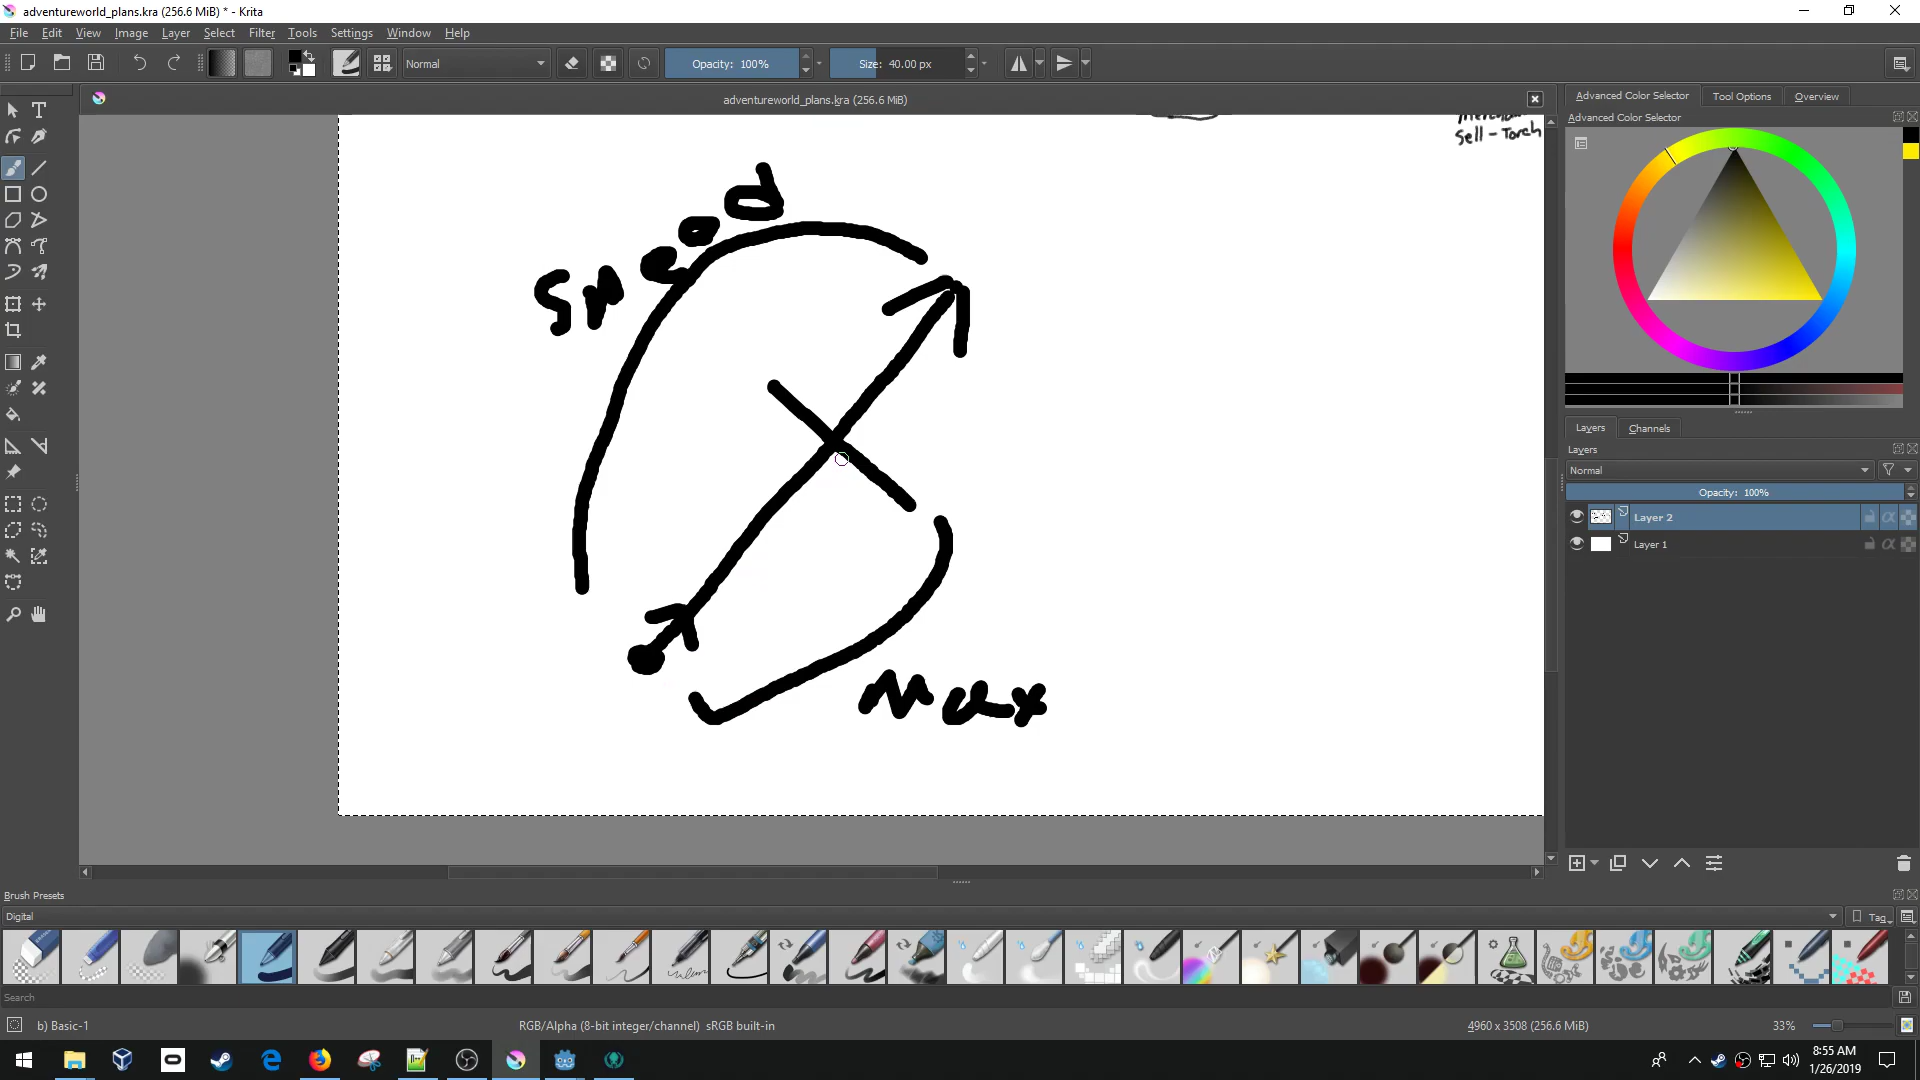 adventureworld_plans.kra (256.6 MiB) * - Krita
File Edit View Image Layer Select Filter Tools Settings Window Help
Normal Opacity: 100% Size: 40.00 px
adventureworld_plans.kra (256.6 MiB)
Advanced Color Selector Tool Options Overview
Advanced Color Selector
Sell - Torch
Speed
Max
Layers Channels
Layers
Normal
Opacity: 100%
Layer 2
Layer 1
Brush Presets
Digital
Tag
Search
b) Basic-1
RGB/Alpha (8-bit integer/channel) sRGB built-in
4960 x 3508 (256.6 MiB)
33%
8:55 AM
1/26/2019